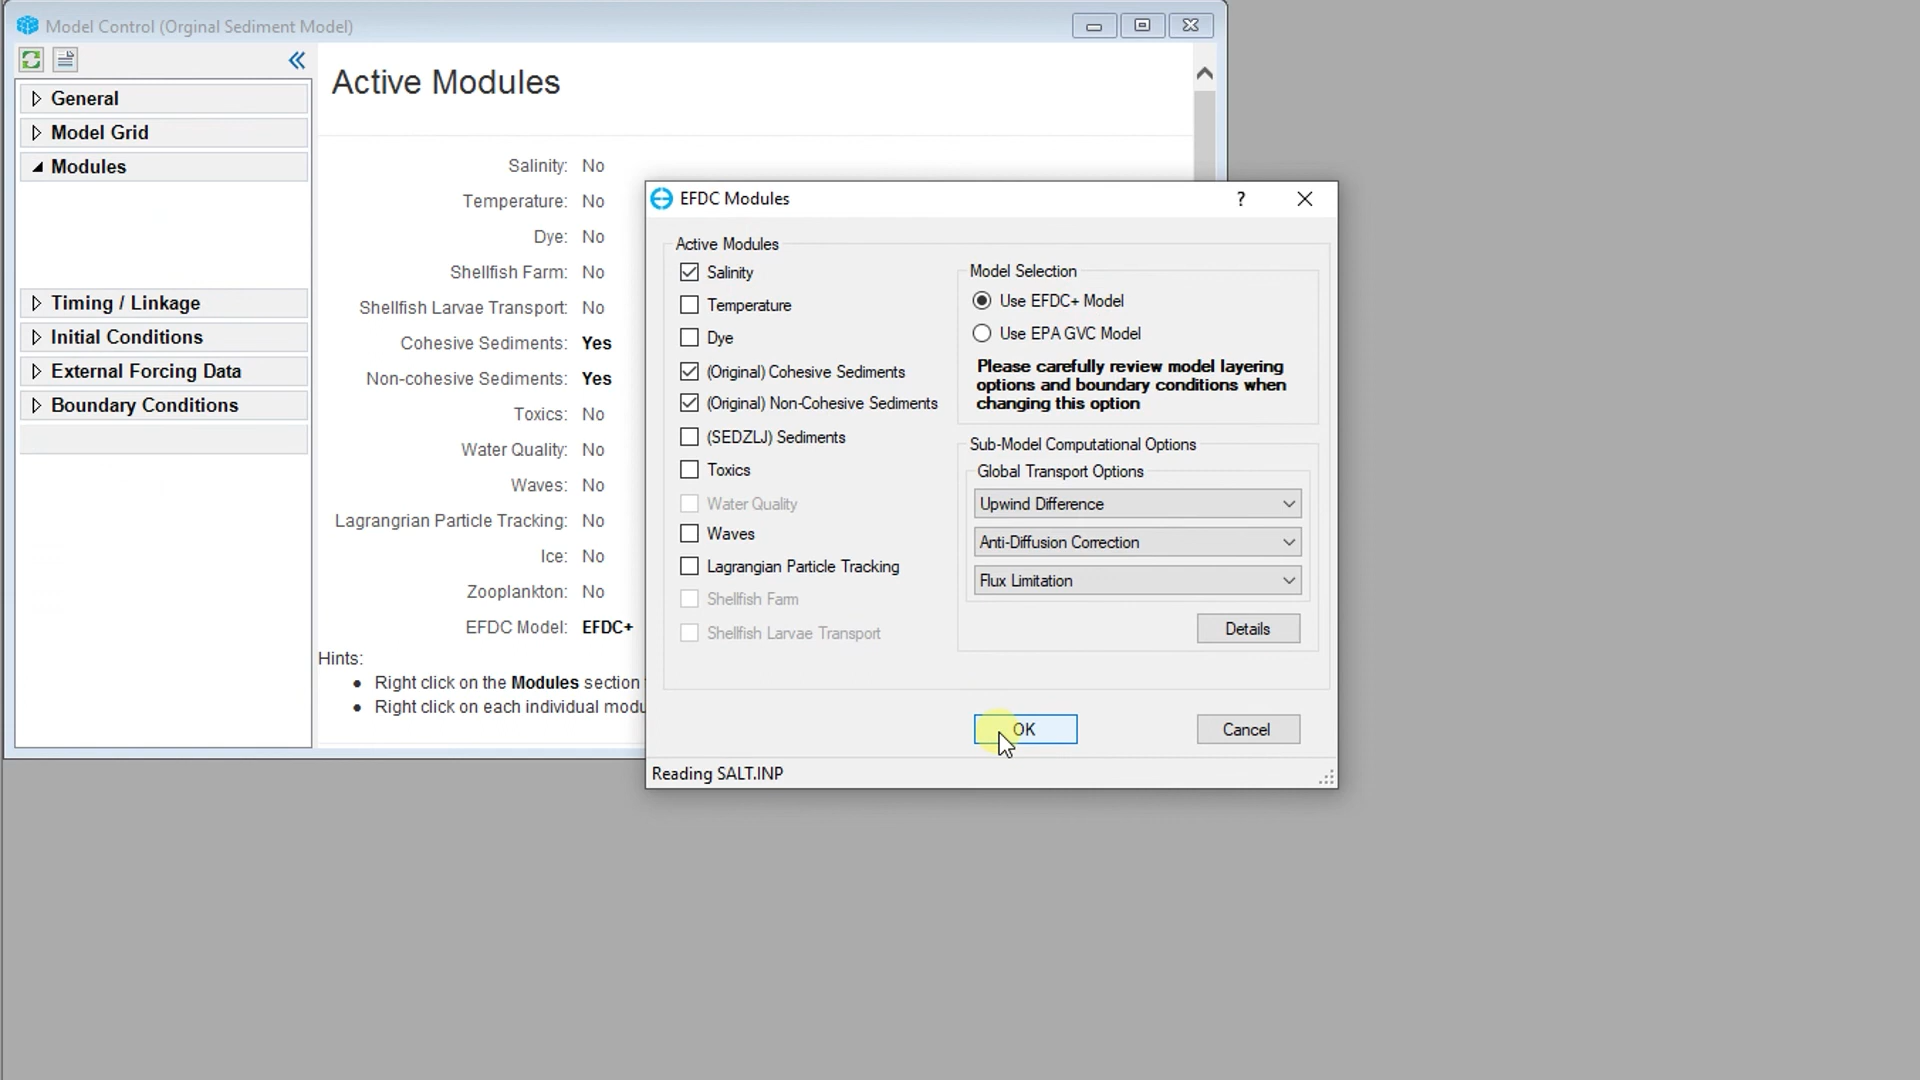 Model Control (Orginal Sediment Model)
General
Model Grid
Modules
Timing / Linkage
Initial Conditions
External Forcing Data
Boundary Conditions
Active Modules
Salinity: No
Temperature: No
Dye: No
Shellfish Farm: No
Shellfish Larvae Transport: No
Cohesive Sediments: Yes
Non-cohesive Sediments: Yes
Toxics: No
Water Quality: No
Waves: No
Lagrangrian Particle Tracking: No
Ice: No
Zooplankton: No
EFDC Model: EFDC+
Hints:
Right click on the Modules section
Right click on each individual modu
EFDC Modules
?
Active Modules
Salinity
Temperature
Dye
(Original) Cohesive Sediments
(Original) Non-Cohesive Sediments
(SEDZLJ) Sediments
Toxics
Water Quality
Waves
Lagrangian Particle Tracking
Shellfish Farm
Shellfish Larvae Transport
Model Selection
Use EFDC+ Model
Use EPA GVC Model
Please carefully review model layering
options and boundary conditions when
changing this option
Sub-Model Computational Options
Global Transport Options
Upwind Difference
Anti-Diffusion Correction
Flux Limitation
Details
OK
Cancel
Reading SALT.INP